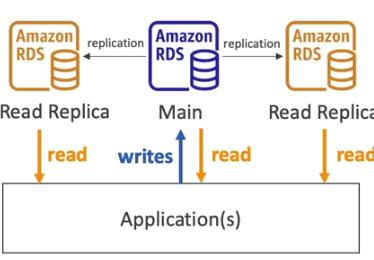 Amazon RDS
replication
Amazon RDS
replication
Amazon RDS
Read Replica
Main
Read Replica
read
writes
read
read
Application(s)